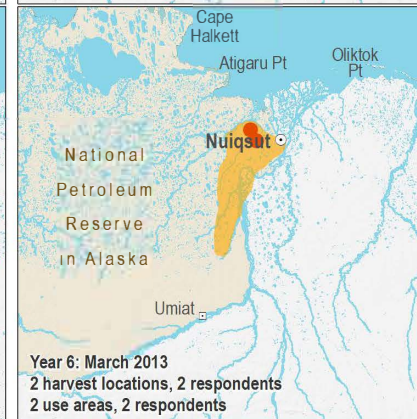 Cape
Halkett
Atigaru Pt
Oliktok
Pt
Nuiqsut
National
Petroleum
Reserve
in Alaska
Umiat
Year 6: March 2013
2 harvest locations, 2 respondents
2 use areas, 2 respondents